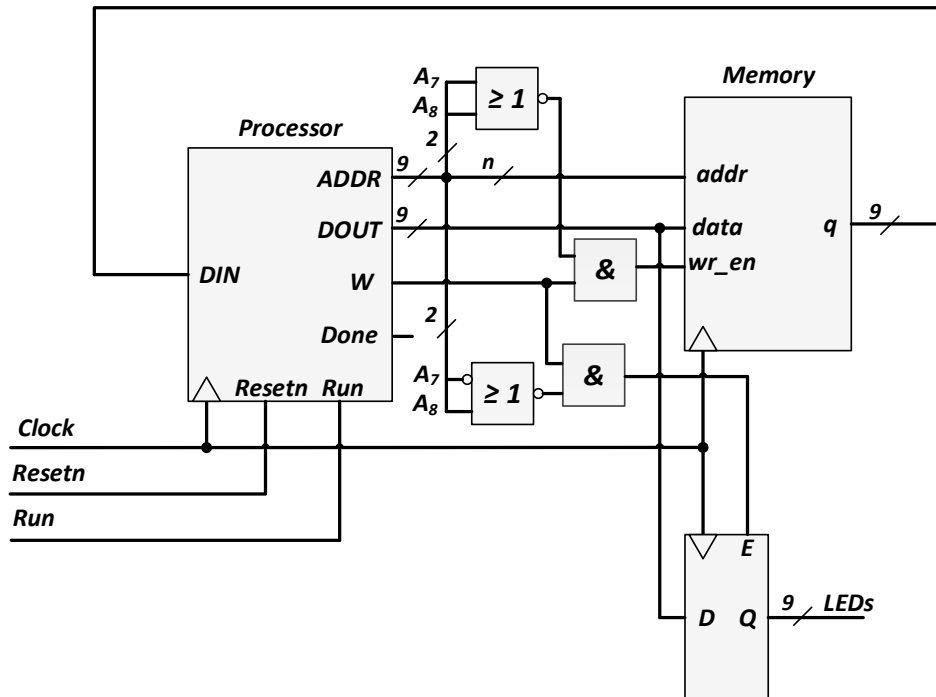 Processor
ADDR
DOUT
W
Done
DIN
Resetn
Run
9
9
2
n
2
A₇
A₈
≥ 1
A₇
A₈
≥ 1
&
&
Memory
addr
data
wr_en
q
9
Clock
Resetn
Run
E
D
Q
9
LEDs